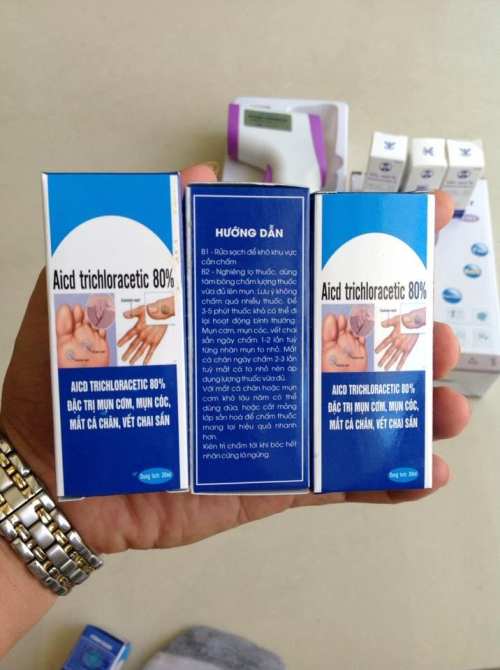 Aicd trichloracetic 80%
AICD TRICHLORACETIC 80%
ĐẶC TRỊ MỤN CƠM, MỤN CÓC,
MẮT CÁ CHÂN, VẾT CHAI SẦN
Dung tích: 20ml
HƯỚNG DẪN
B1 - Rửa sạch để khô khu vực
cần chấm
B2 - Nghiêng lọ thuốc, dùng
tăm bông chấm lượng thuốc
vừa đủ lên mụn. Lưu ý không
chấm quá nhiều thuốc. Để
3-5 phút thuốc khô có thể đi
lại hoạt động bình thường.
Mụn cơm, mụn cóc, vết chai
sần ngày chấm 1-2 lần tuỳ
từng nhân mụn to nhỏ. Mắt
cá chân ngày chấm 2-3 lần
tuỳ mắt cá to nhỏ nên áp
dụng lượng thuốc vừa đủ.
Với mắt cá chân hoặc mụn
cơm khô lâu năm có thể
dùng dũa hoặc cắt mỏng
lớp sần hoá để chấm thuốc
mang lại hiệu quả nhanh
hơn.
Kiên trì chấm tới khi bóc hết
nhân cứng là ngừng.
Aicd trichloracetic 80%
AICD TRICHLORACETIC 80%
ĐẶC TRỊ MỤN CƠM, MỤN CÓC,
MẮT CÁ CHÂN, VẾT CHAI SẦN
Dung tích: 20ml